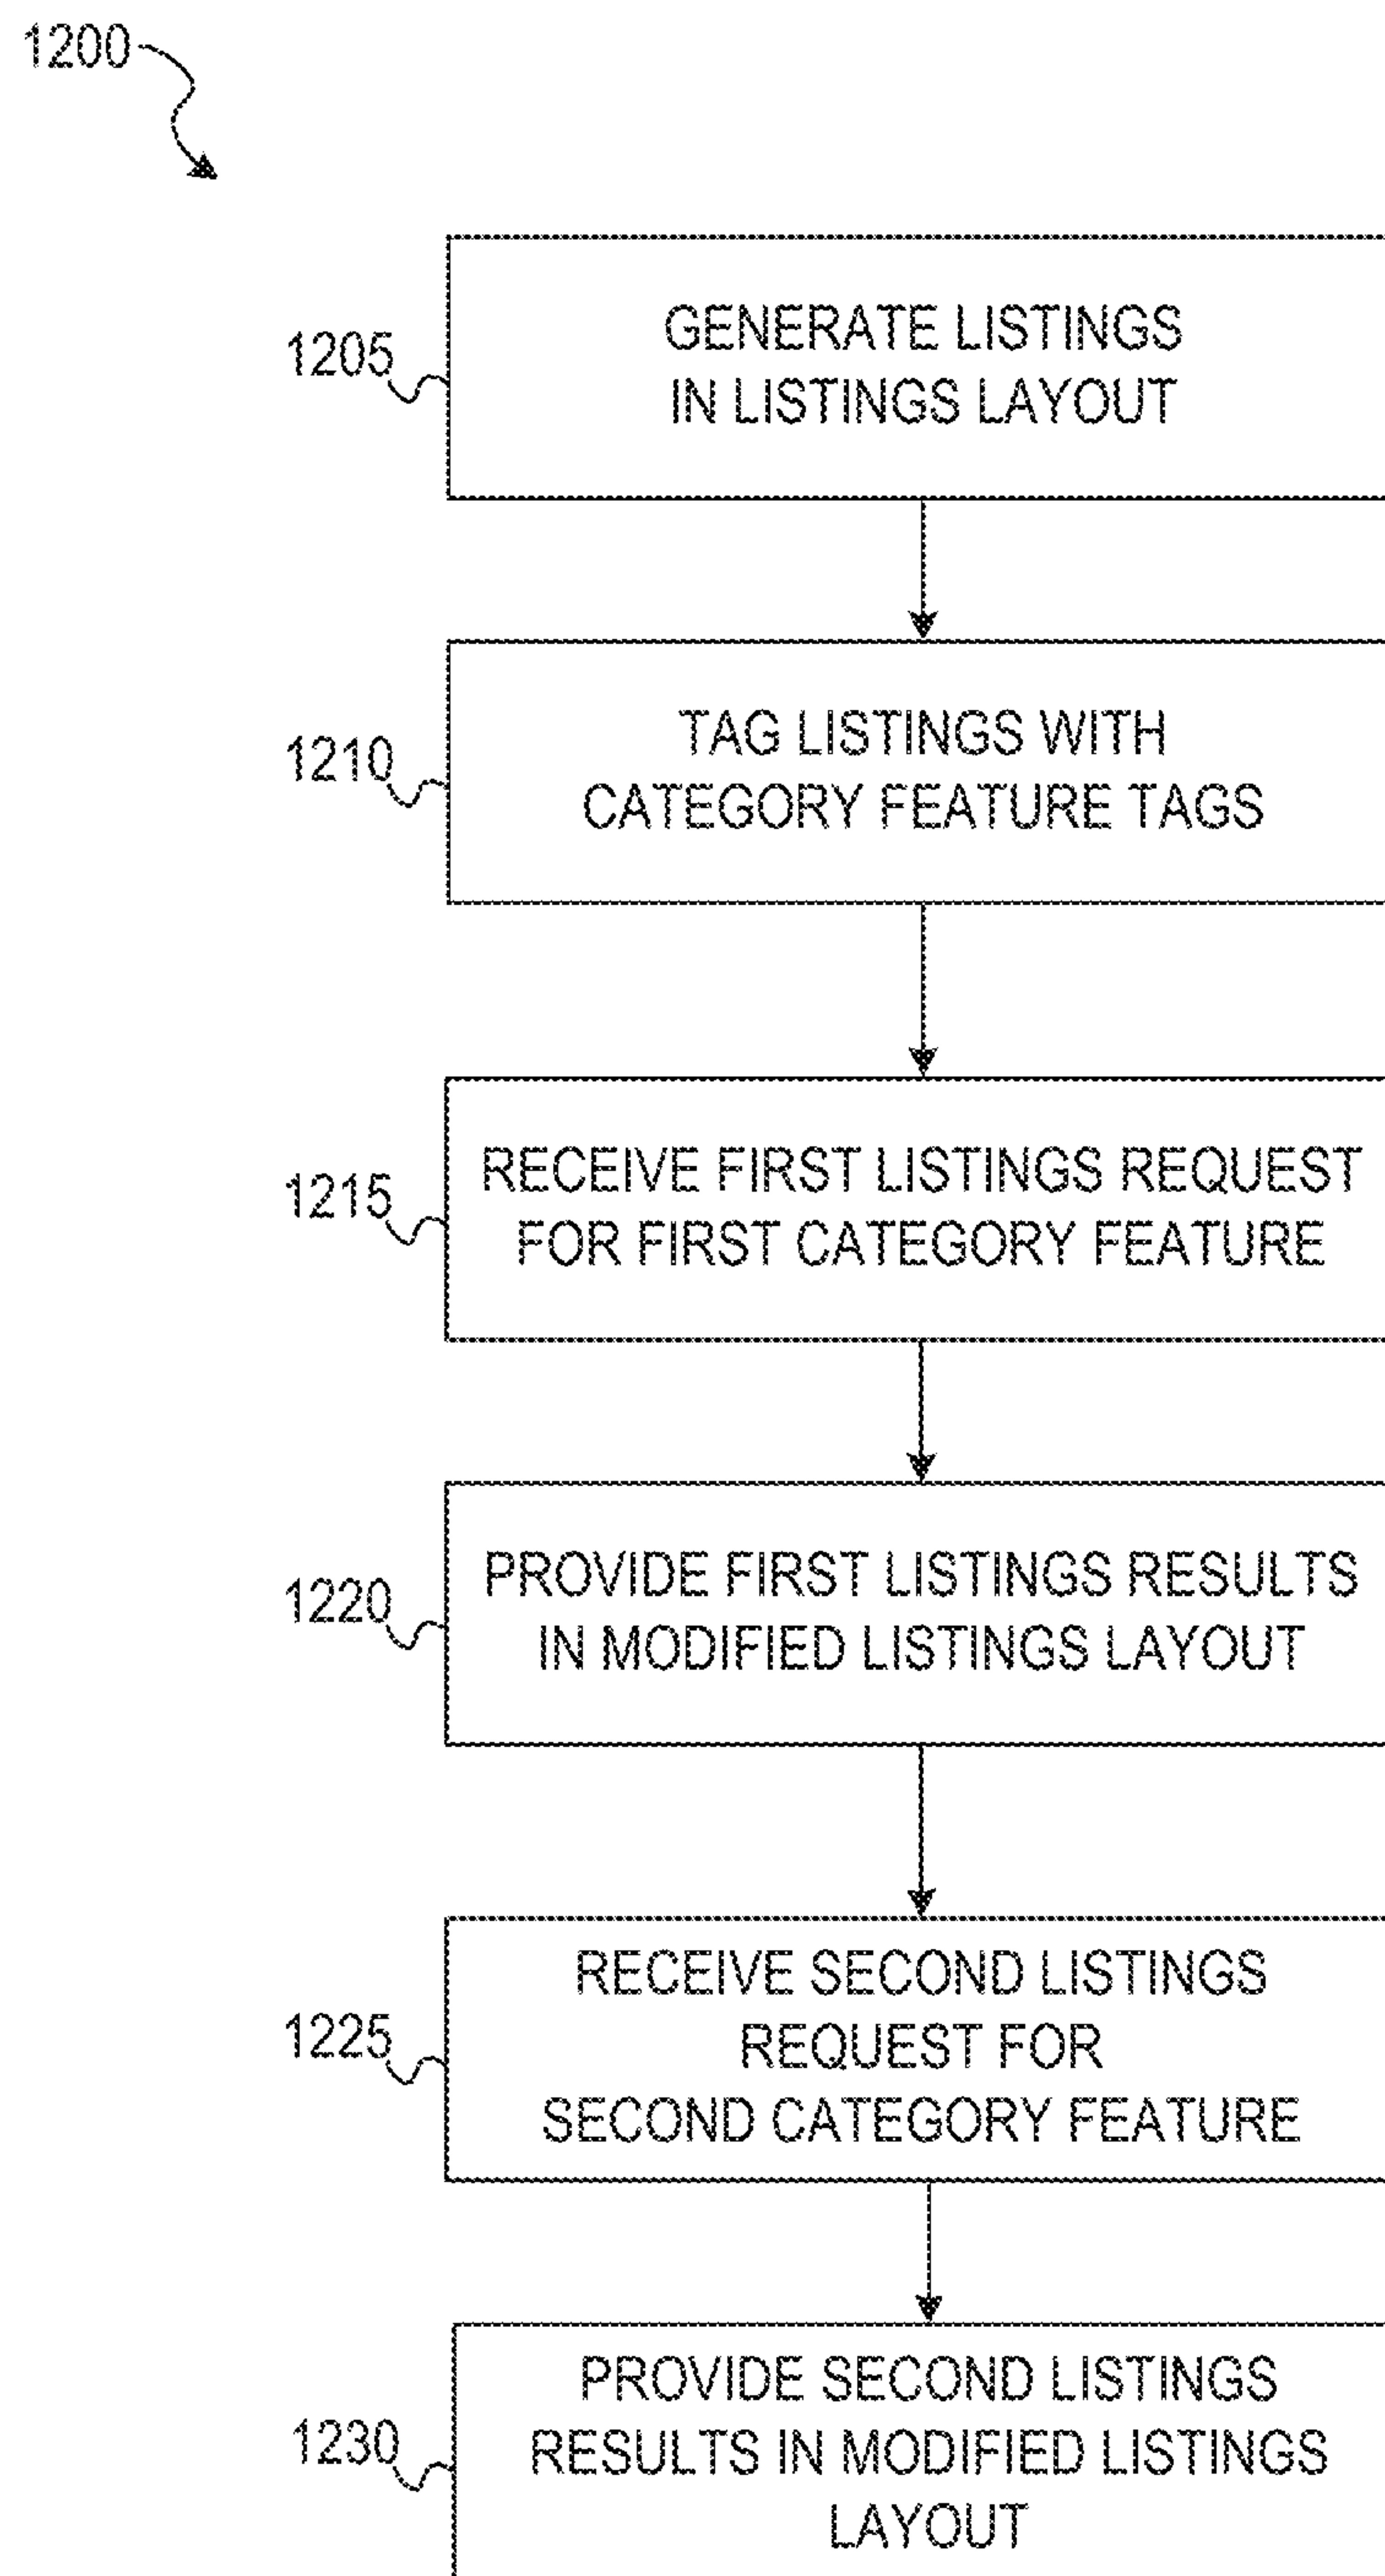 1200
1205
GENERATE LISTINGS
IN LISTINGS LAYOUT
1210
TAG LISTINGS WITH
CATEGORY FEATURE TAGS
1215
RECEIVE FIRST LISTINGS REQUEST
FOR FIRST CATEGORY FEATURE
1220
PROVIDE FIRST LISTINGS RESULTS
IN MODIFIED LISTINGS LAYOUT
1225
RECEIVE SECOND LISTINGS
REQUEST FOR
SECOND CATEGORY FEATURE
1230
PROVIDE SECOND LISTINGS
RESULTS IN MODIFIED LISTINGS
LAYOUT